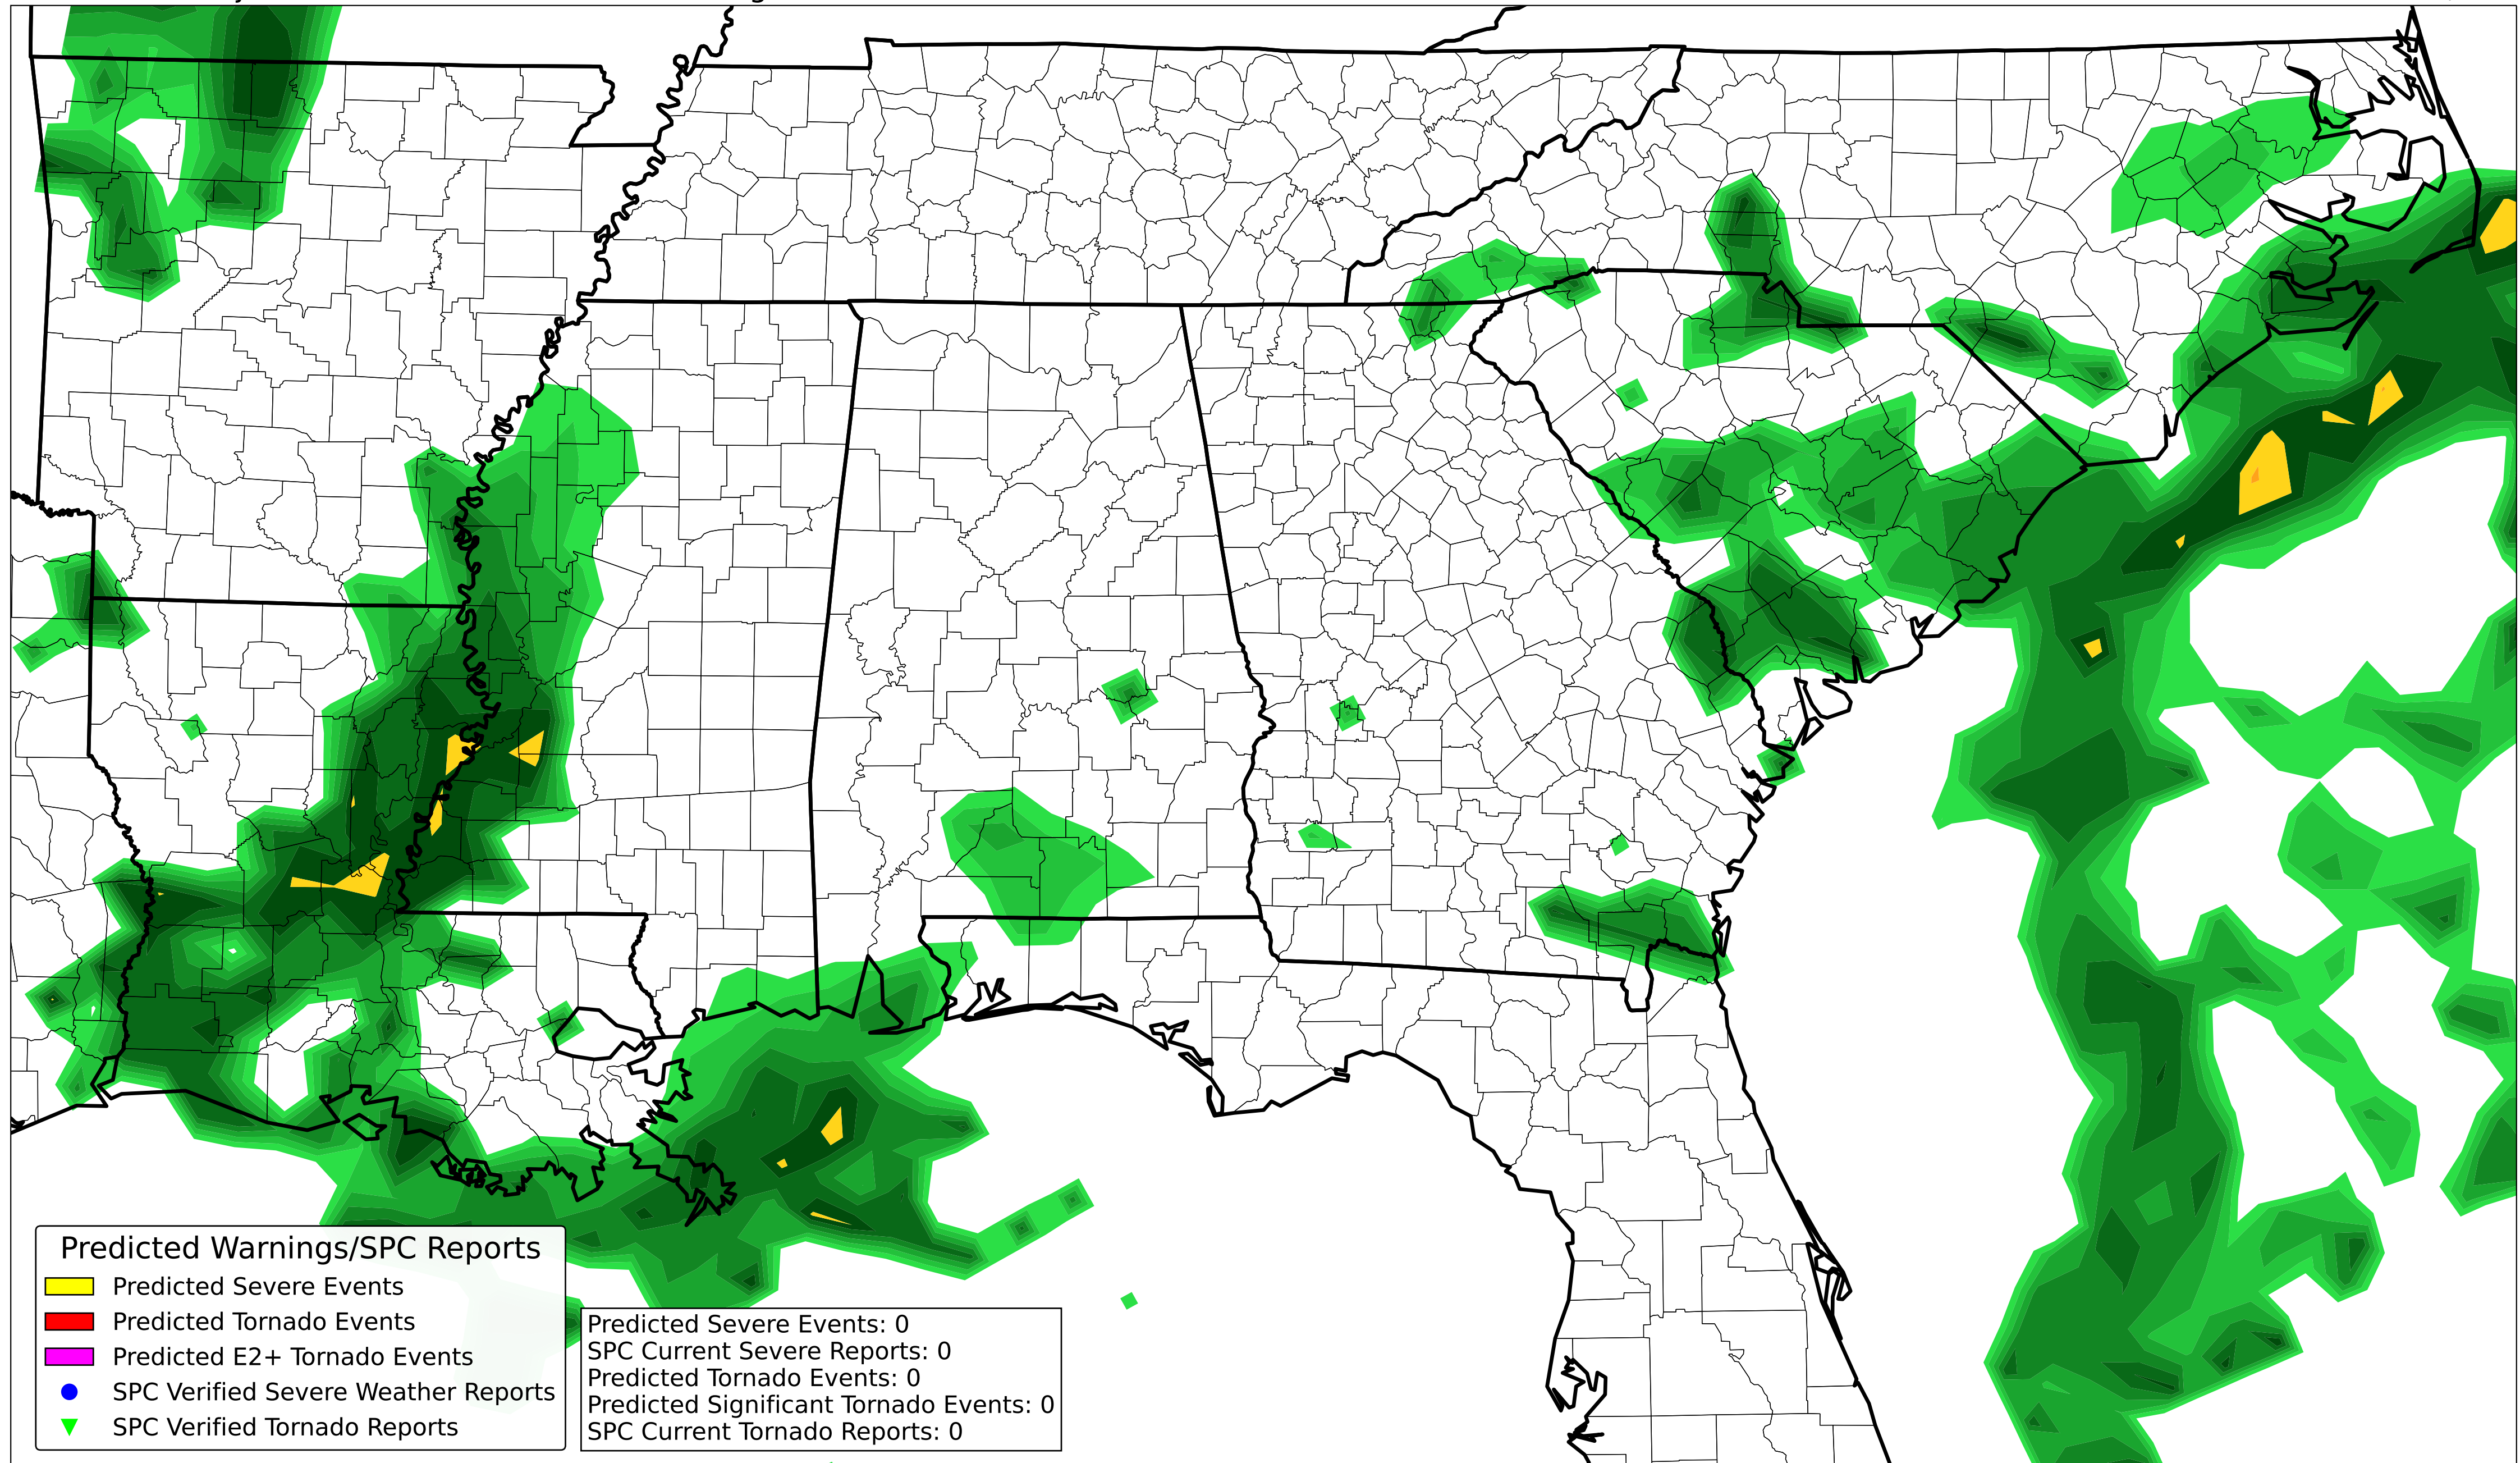 Predicted Warnings/SPC Reports
Predicted Severe Events
Predicted Tornado Events
Predicted E2+ Tornado Events
SPC Verified Severe Weather Reports
SPC Verified Tornado Reports
Predicted Severe Events: 0
SPC Current Severe Reports: 0
Predicted Tornado Events: 0
Predicted Significant Tornado Events: 0
SPC Current Tornado Reports: 0